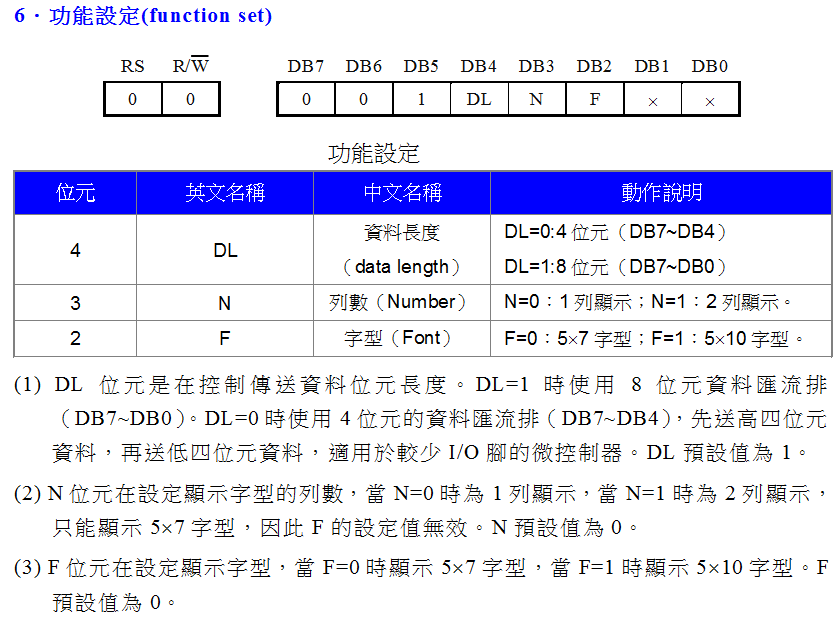 6．功能設定(function set)
RS R/W̅ DB7 DB6 DB5 DB4 DB3 DB2 DB1 DB0
0 0 0 0 1 DL N F × ×
功能設定
位元 英文名稱 中文名稱 動作說明
4 DL 資料長度（data length） DL=0:4 位元（DB7~DB4）
DL=1:8 位元（DB7~DB0）
3 N 列數（Number） N=0：1 列顯示；N=1：2 列顯示。
2 F 字型（Font） F=0：5×7 字型；F=1：5×10 字型。
(1) DL 位元是在控制傳送資料位元長度。DL=1 時使用 8 位元資料匯流排
（DB7~DB0）。DL=0 時使用 4 位元的資料匯流排（DB7~DB4），先送高四位元
資料，再送低四位元資料，適用於較少 I/O 腳的微控制器。DL 預設值為 1。
(2) N 位元在設定顯示字型的列數，當 N=0 時為 1 列顯示，當 N=1 時為 2 列顯示，
只能顯示 5×7 字型，因此 F 的設定值無效。N 預設值為 0。
(3) F 位元在設定顯示字型，當 F=0 時顯示 5×7 字型，當 F=1 時顯示 5×10 字型。F
預設值為 0。